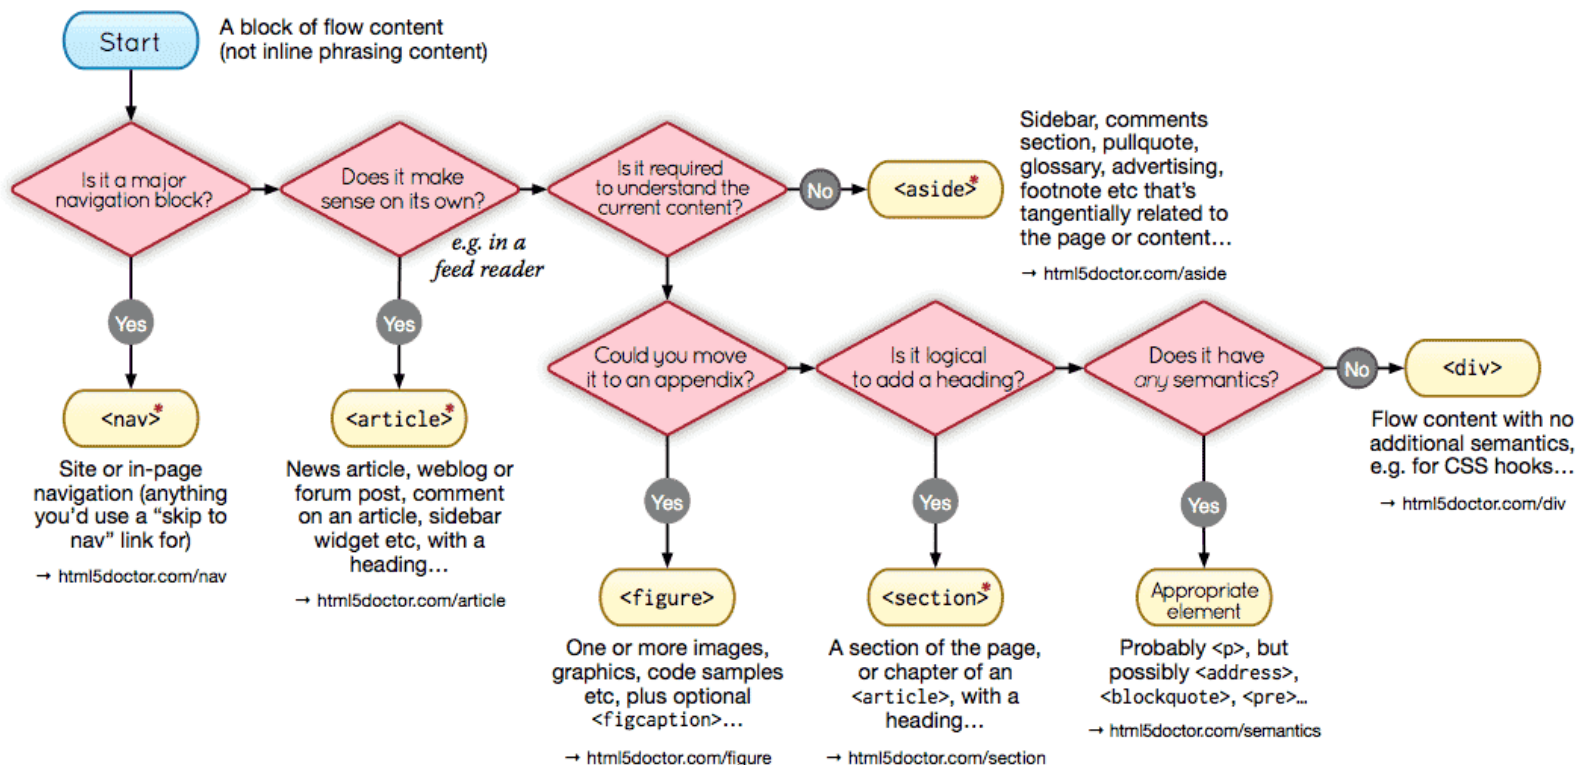 Start
A block of flow content
(not inline phrasing content)
Is it a major
navigation block?
Does it make
sense on its own?
e.g. in a
feed reader
Is it required
to understand the
current content?
No
<aside>*
Sidebar, comments
section, pullquote,
glossary, advertising,
footnote etc that's
tangentially related to
the page or content…
→ html5doctor.com/aside
Yes
<nav>*
Site or in-page
navigation (anything
you'd use a “skip to
nav” link for)
→ html5doctor.com/nav
Yes
<article>*
News article, weblog or
forum post, comment
on an article, sidebar
widget etc, with a
heading…
→ html5doctor.com/article
Could you move
it to an appendix?
Is it logical
to add a heading?
Does it have
any semantics?
No
<div>
Flow content with no
additional semantics,
e.g. for CSS hooks…
→ html5doctor.com/div
Yes
<figure>
One or more images,
graphics, code samples
etc, plus optional
<figcaption>…
→ html5doctor.com/figure
Yes
<section>*
A section of the page,
or chapter of an
<article>, with a
heading…
→ html5doctor.com/section
Yes
Appropriate
element
Probably <p>, but
possibly <address>,
<blockquote>, <pre>…
→ html5doctor.com/semantics